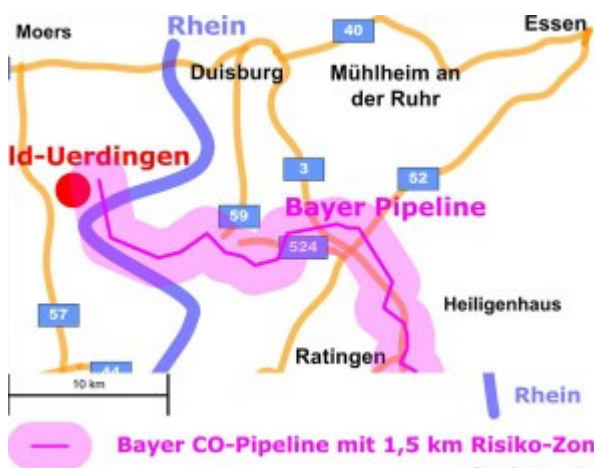 Essen
Moers
Rhein
40
Duisburg
Mühlheim an
der Ruhr
ld-Uerdingen
3
52
59
Bayer Pipeline
524
57
Heiligenhaus
44
Ratingen
10 km
Rhein
Bayer CO-Pipeline mit 1,5 km Risiko-Zon